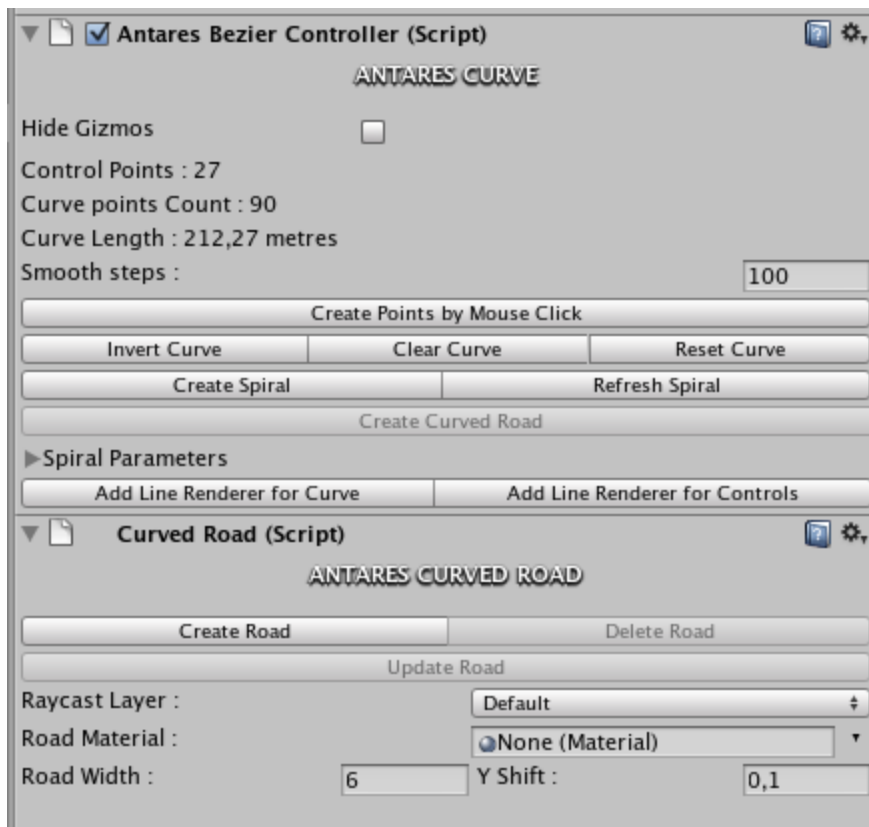 Antares Bezier Controller (Script)
ANTARES CURVE
Hide Gizmos
Control Points : 27
Curve points Count : 90
Curve Length : 212,27 metres
Smooth steps : 100
Create Points by Mouse Click
Invert Curve Clear Curve Reset Curve
Create Spiral Refresh Spiral
Create Curved Road
Spiral Parameters
Add Line Renderer for Curve Add Line Renderer for Controls
Curved Road (Script)
ANTARES CURVED ROAD
Create Road Delete Road
Update Road
Raycast Layer : Default
Road Material : None (Material)
Road Width : 6 Y Shift : 0,1